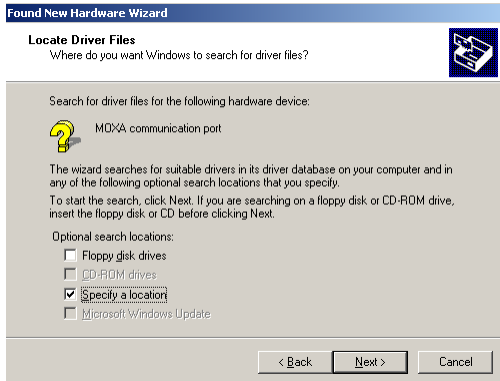 Found New Hardware Wizard
Locate Driver Files
Where do you want Windows to search for driver files?
Search for driver files for the following hardware device:
MOXA communication port
The wizard searches for suitable drivers in its driver database on your computer and in
any of the following optional search locations that you specify.
To start the search, click Next. If you are searching on a floppy disk or CD-ROM drive,
insert the floppy disk or CD before clicking Next.
Optional search locations:
Floppy disk drives
CD-ROM drives
Specify a location
Microsoft Windows Update
< Back Next > Cancel